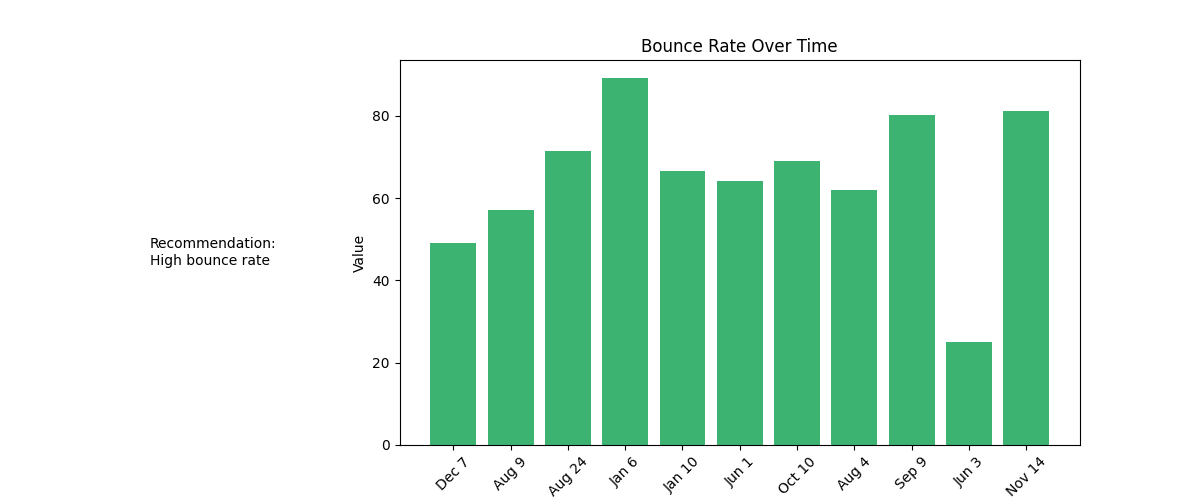 Bounce Rate Over Time
Recommendation:
High bounce rate
Value
80
60
40
20
0
Dec 7
Aug 9
Aug 24
Jan 6
Jan 10
Jun 1
Oct 10
Aug 4
Sep 9
Jun 3
Nov 14